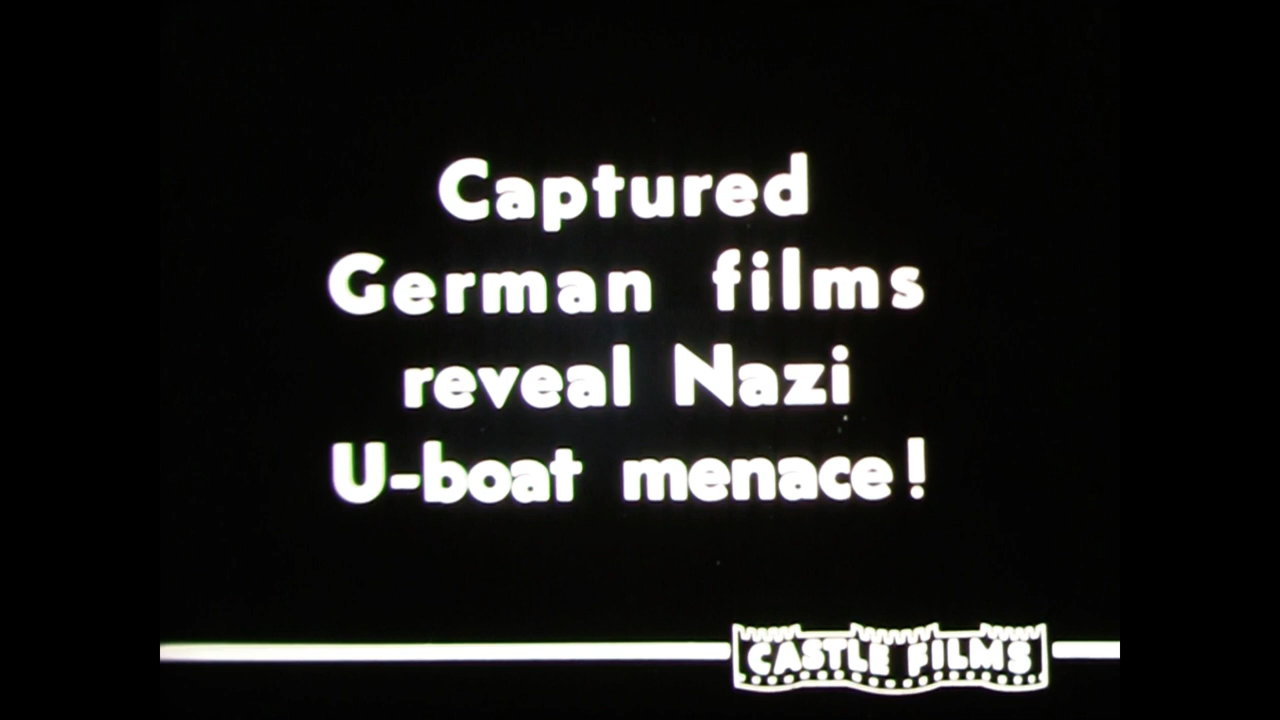 Captured
German films
reveal Nazi
U-boat menace!
CASTLE FILMS